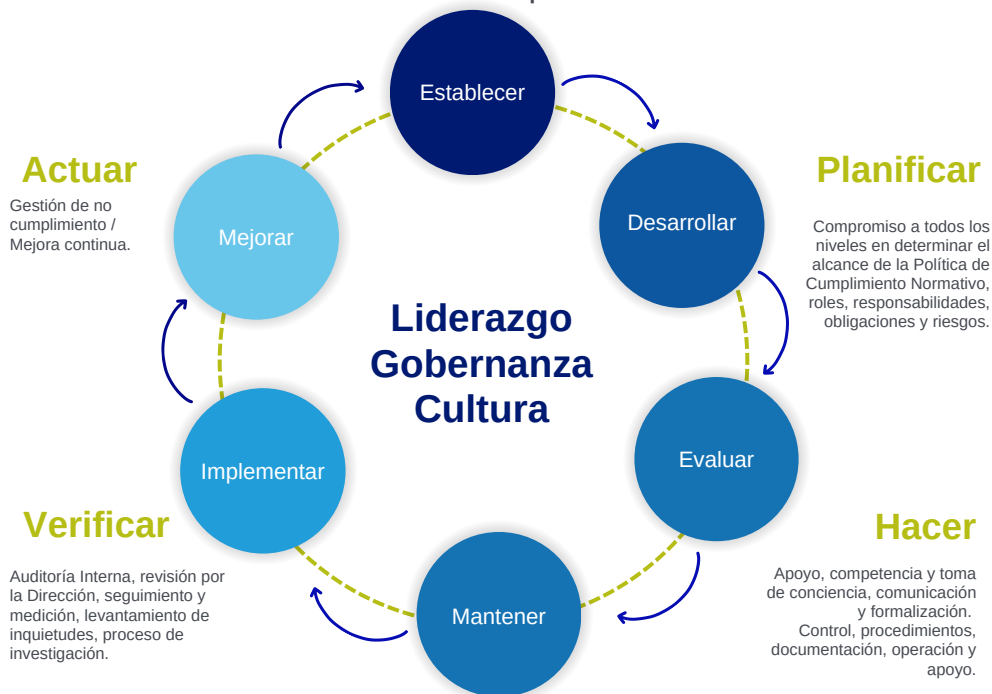 Establecer
Actuar
Gestión de no
cumplimiento /
Mejora continua.
Mejorar
Desarrollar
Planificar
Compromiso a todos los
niveles en determinar el
alcance de la Política de
Cumplimiento Normativo,
roles, responsabilidades,
obligaciones y riesgos.
Liderazgo
Gobernanza
Cultura
Implementar
Evaluar
Verificar
Auditoría Interna, revisión por
la Dirección, seguimiento y
medición, levantamiento de
inquietudes, proceso de
investigación.
Mantener
Hacer
Apoyo, competencia y toma
de conciencia, comunicación
y formalización.
Control, procedimientos,
documentación, operación y
apoyo.